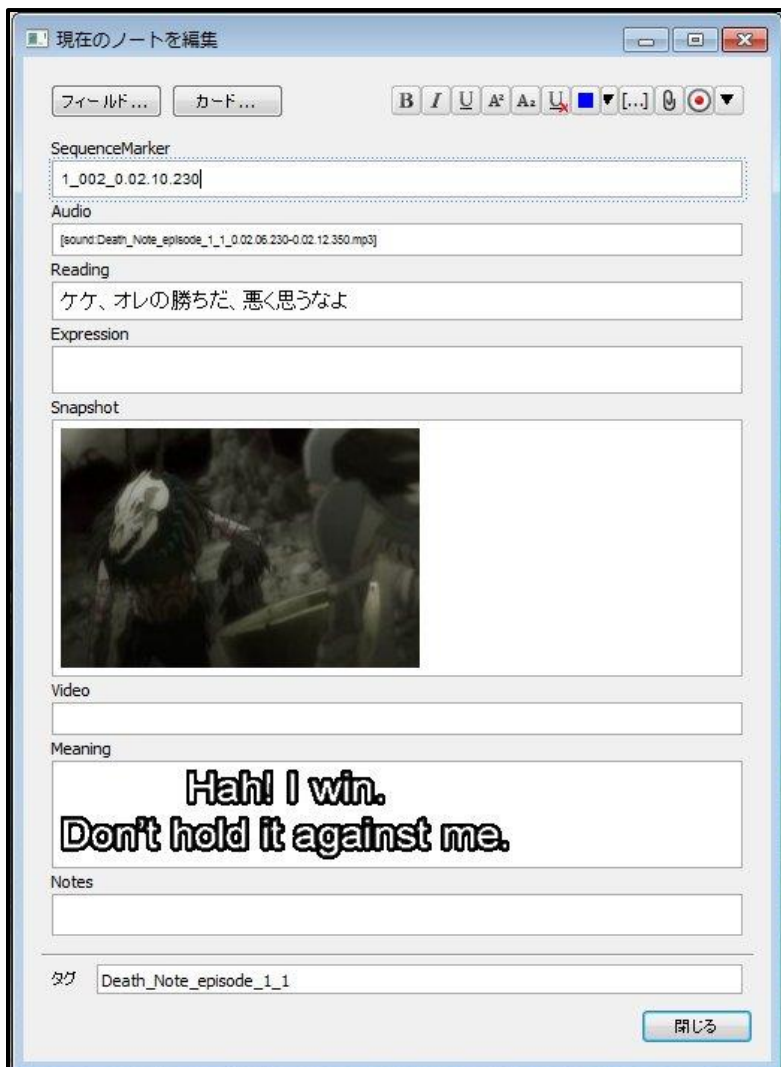 現在のノートを編集
フィールド... カード... B I U A² A₂ U [...]
SequenceMarker
1_002_0.02.10.230
Audio
[sound:Death_Note_episode_1_1_0.02.06.230-0.02.12.350.mp3]
Reading
ケケ、オレの勝ちだ、悪く思うなよ
Expression
Snapshot
Video
Meaning
Hah! I win.
Don't hold it against me.
Notes
タグ Death_Note_episode_1_1
閉じる